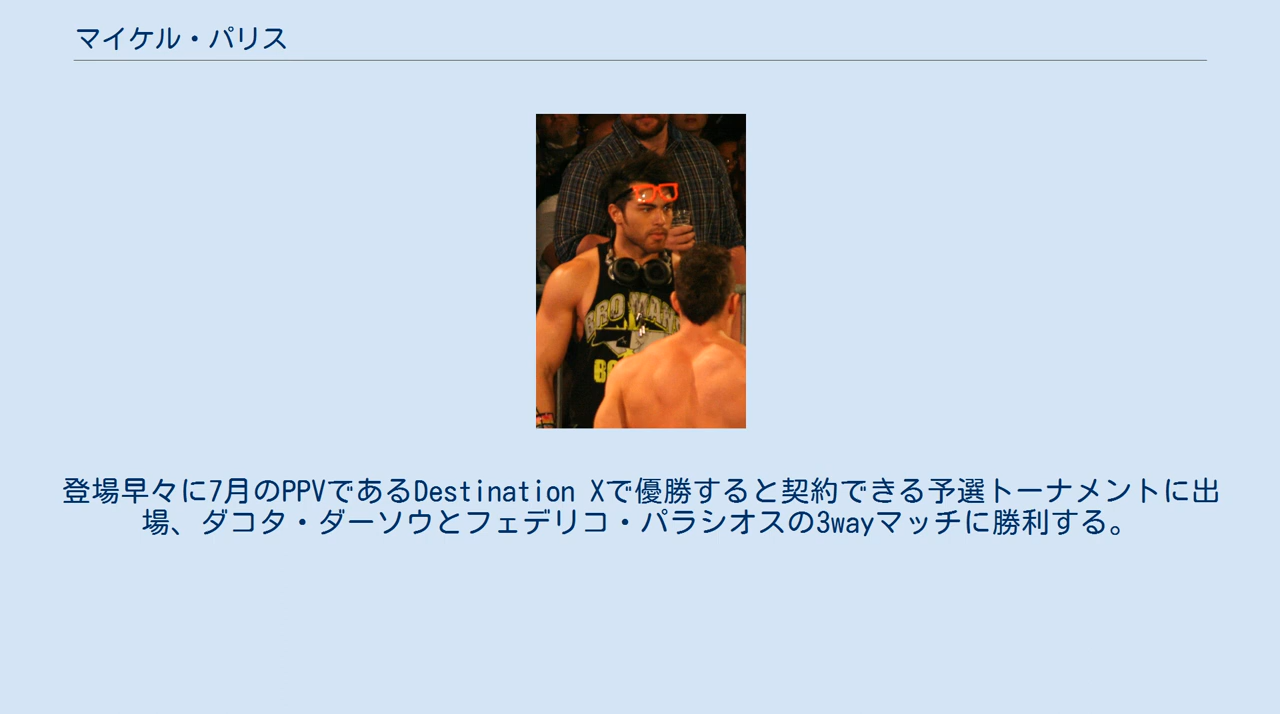 マイケル・パリス
BRO MAN
登場早々に7月のPPVであるDestination Xで優勝すると契約できる予選トーナメントに出
場、ダコタ・ダーソウとフェデリコ・パラシオスの3wayマッチに勝利する。